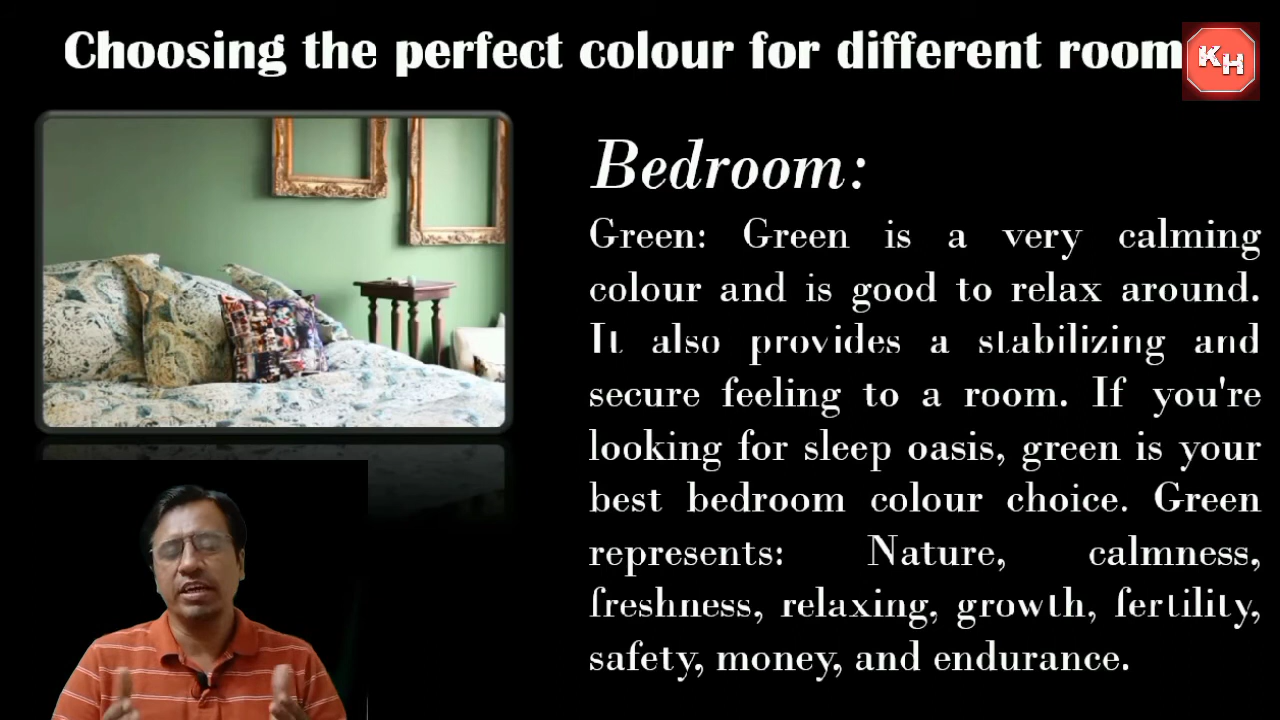 Choosing the perfect colour for different room
KH
Bedroom:
Green: Green is a very calming
colour and is good to relax around.
It also provides a stabilizing and
secure feeling to a room. If you're
looking for sleep oasis, green is your
best bedroom colour choice. Green
represents: Nature, calmness,
freshness, relaxing, growth, fertility,
safety, money, and endurance.